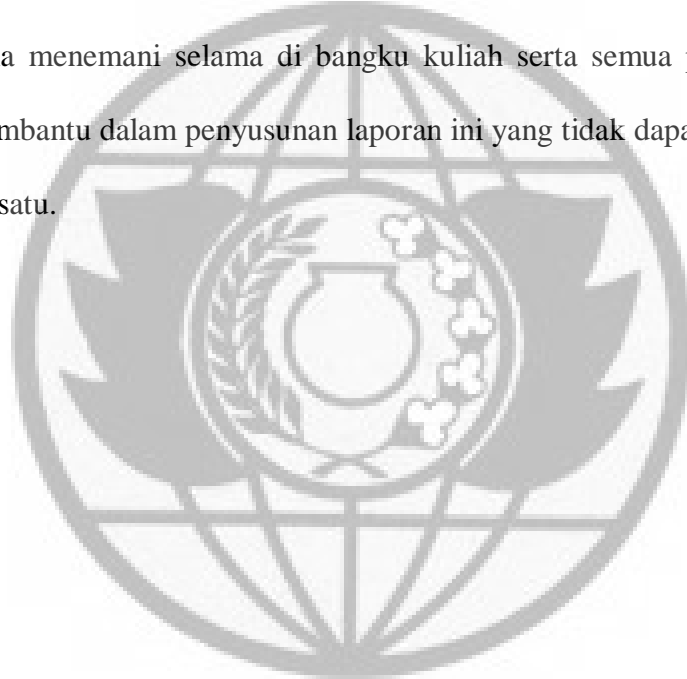 a menemani selama di bangku kuliah serta semua
mbantu dalam penyusunan laporan ini yang tidak dapa
satu.